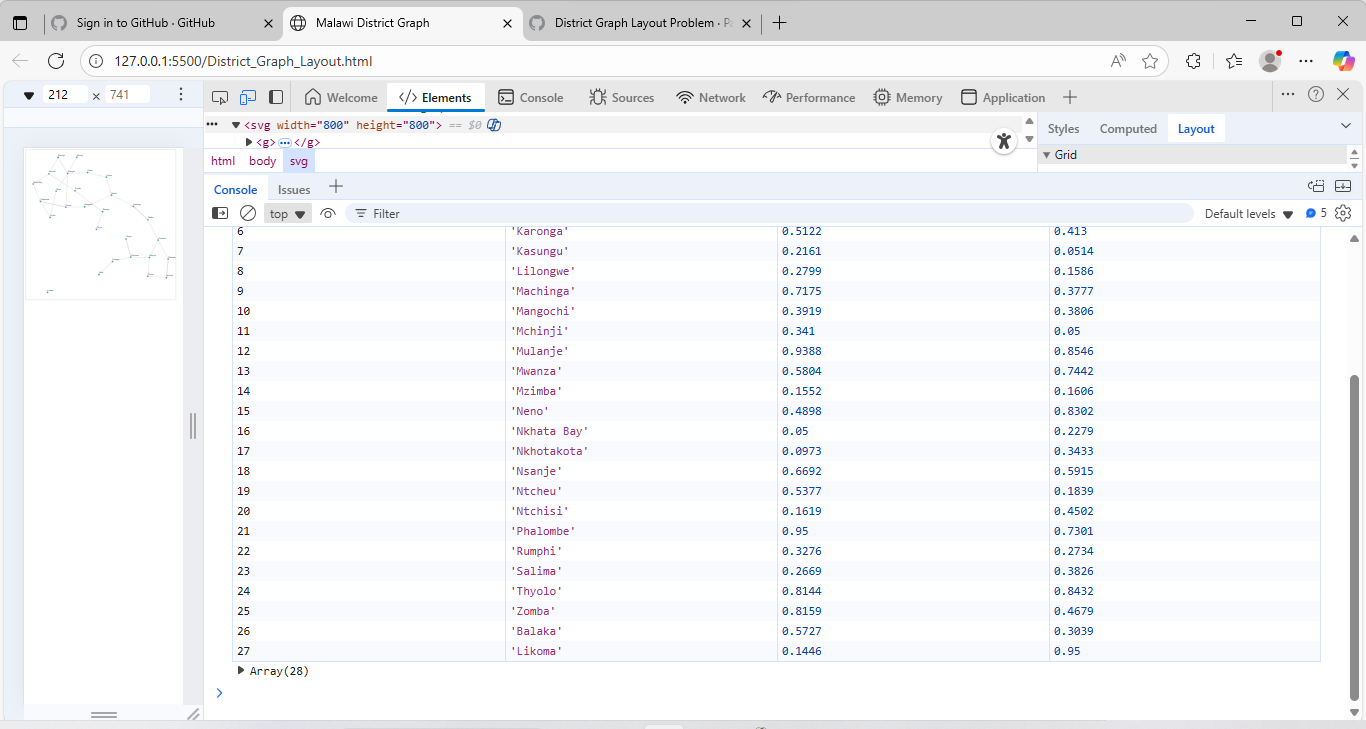 Sign in to GitHub · GitHub
Malawi District Graph
District Graph Layout Problem · Pa
127.0.0.1:5500/District_Graph_Layout.html
212 × 741
Welcome
</> Elements
Console
Sources
Network
Performance
Memory
Application
<svg width="800" height="800"> == $0
<g> … </g>
Styles
Computed
Layout
Grid
html body svg
Console
Issues
top
Filter
Default levels
5
6 'Karonga' 0.5122 0.413
7 'Kasungu' 0.2161 0.0514
8 'Lilongwe' 0.2799 0.1586
9 'Machinga' 0.7175 0.3777
10 'Mangochi' 0.3919 0.3806
11 'Mchinji' 0.341 0.05
12 'Mulanje' 0.9388 0.8546
13 'Mwanza' 0.5804 0.7442
14 'Mzimba' 0.1552 0.1606
15 'Neno' 0.4898 0.8302
16 'Nkhata Bay' 0.05 0.2279
17 'Nkhotakota' 0.0973 0.3433
18 'Nsanje' 0.6692 0.5915
19 'Ntcheu' 0.5377 0.1839
20 'Ntchisi' 0.1619 0.4502
21 'Phalombe' 0.95 0.7301
22 'Rumphi' 0.3276 0.2734
23 'Salima' 0.2669 0.3826
24 'Thyolo' 0.8144 0.8432
25 'Zomba' 0.8159 0.4679
26 'Balaka' 0.5727 0.3039
27 'Likoma' 0.1446 0.95
Array(28)